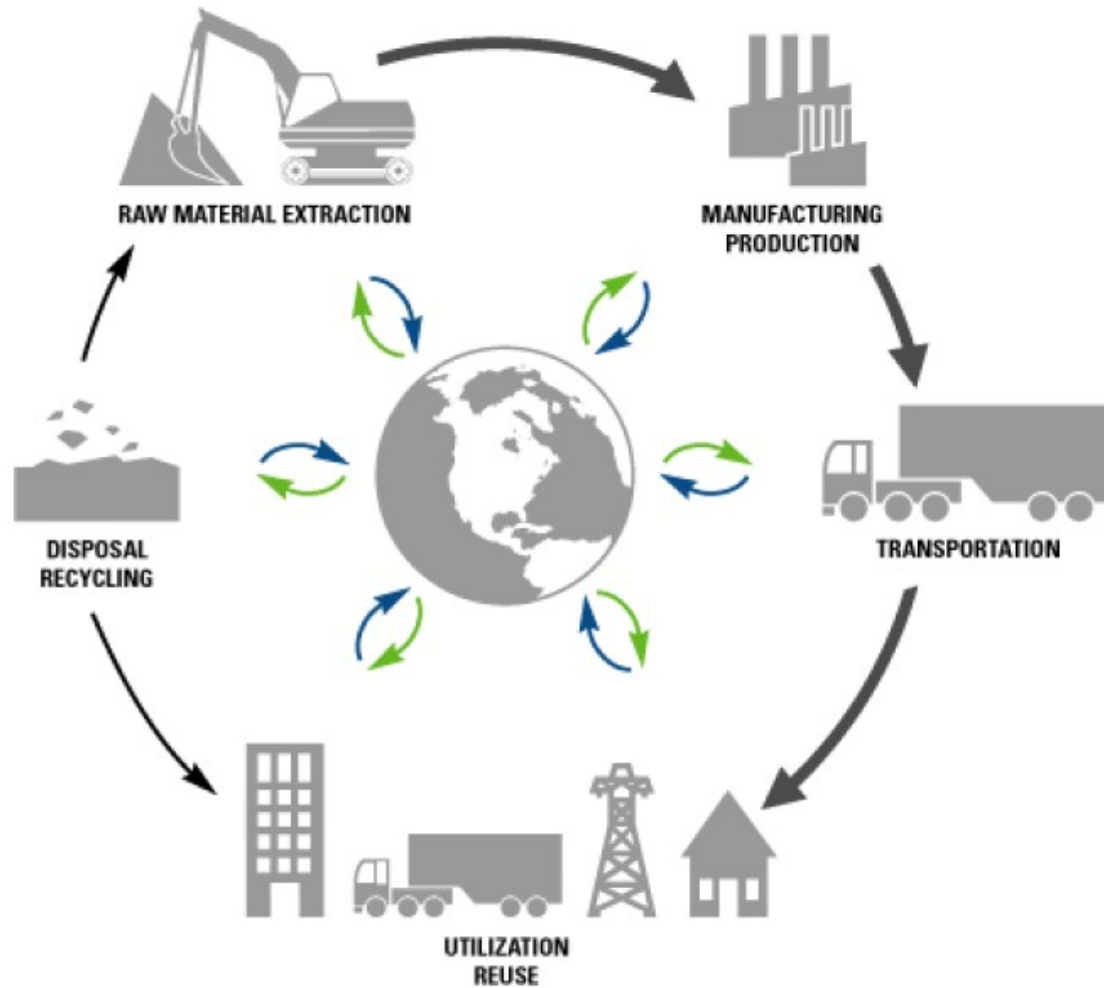 RAW MATERIAL EXTRACTION
MANUFACTURING
PRODUCTION
DISPOSAL
RECYCLING
TRANSPORTATION
UTILIZATION
REUSE